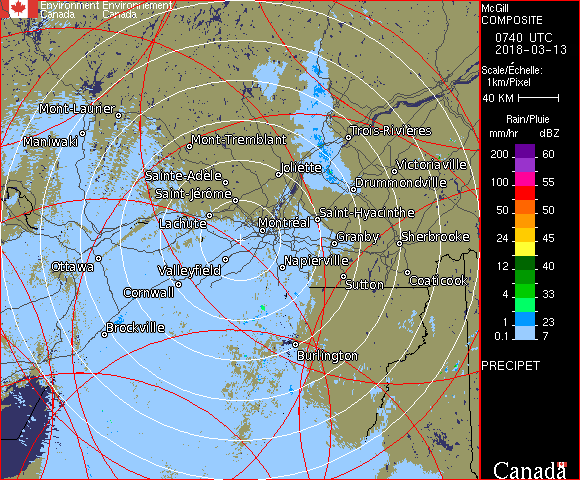 Environment Environnement
Canada Canada
McGill
COMPOSITE
0740 UTC
2018-03-13
Scale/Échelle:
1km/Pixel
40 KM
Rain/Pluie
mm/hr dBZ
200 60
100 55
50 50
24 45
12 40
4 33
1 23
0.1 7
PRECIPET
Mont-Laurier
Maniwaki
Mont-Tremblant
Trois-Rivières
Sainte-Adèle
Joliette
Victoriaville
Saint-Jérôme
Drummondville
Lachute
Montréal
Saint-Hyacinthe
Granby
Sherbrooke
Ottawa
Valleyfield
Napierville
Cornwall
Sutton
Coaticook
Brockville
Burlington
Canada